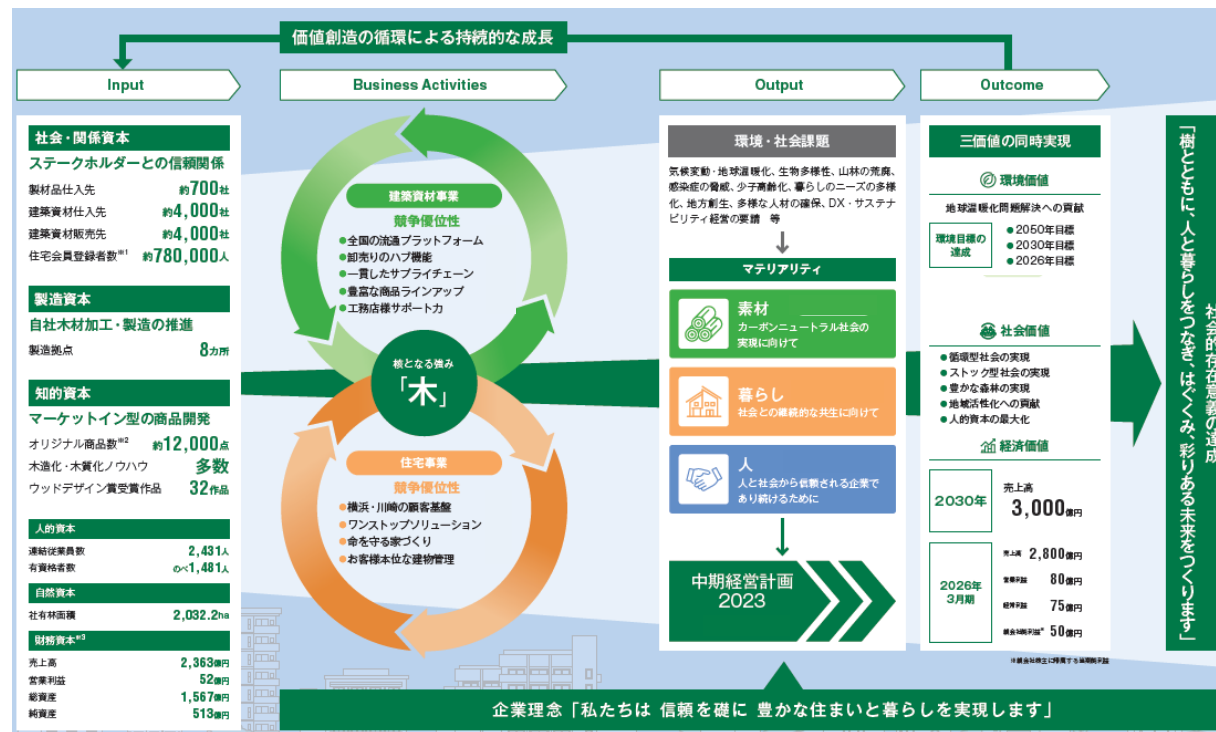 価値創造の循環による持続的な成長
Input
社会・関係資本
ステークホルダーとの信頼関係
製材品仕入先 約700社
建築資材仕入先 約4,000社
建築資材販売先 約4,000社
住宅会員登録者数※1 約780,000人
製造資本
自社木材加工・製造の推進
製造拠点 8カ所
知的資本
マーケットイン型の商品開発
オリジナル商品数※2 約12,000点
木造化・木質化ノウハウ 多数
ウッドデザイン賞受賞作品 32作品
人的資本
連結従業員数 2,431人
有資格者数 のべ1,481人
自然資本
社有林面積 2,032.2ha
財務資本※3
売上高 2,363億円
営業利益 52億円
総資産 1,567億円
純資産 513億円
Business Activities
建築資材事業
競争優位性
●全国の流通プラットフォーム
●卸売りのハブ機能
●一貫したサプライチェーン
●豊富な商品ラインアップ
●工務店様サポート力
核となる強み
「木」
住宅事業
競争優位性
●横浜・川崎の顧客基盤
●ワンストップソリューション
●命を守る家づくり
●お客様本位な建物管理
Output
環境・社会課題
気候変動・地球温暖化、生物多様性、山林の荒廃、
感染症の脅威、少子高齢化、暮らしのニーズの多様
化、地方創生、多様な人材の確保、DX・サステナ
ビリティ経営の要請 等
マテリアリティ
素材
カーボンニュートラル社会の
実現に向けて
暮らし
社会との継続的な共生に向けて
人
人と社会から信頼される企業で
あり続けるために
中期経営計画
2023
Outcome
三価値の同時実現
環境価値
地球温暖化問題解決への貢献
環境目標の
達成
●2050年目標
●2030年目標
●2026年目標
社会価値
●循環型社会の実現
●ストック型社会の実現
●豊かな森林の実現
●地域活性化への貢献
●人的資本の最大化
経済価値
2030年
売上高
3,000億円
2026年
3月期
売上高 2,800億円
営業利益 80億円
経常利益 75億円
親会社純利益※ 50億円
※親会社株主に帰属する当期純利益
社会的存在意義の達成
「樹とともに、人と暮らしをつなぎ、はぐくみ、彩りある未来をつくります」
企業理念「私たちは 信頼を礎に 豊かな住まいと暮らしを実現します」